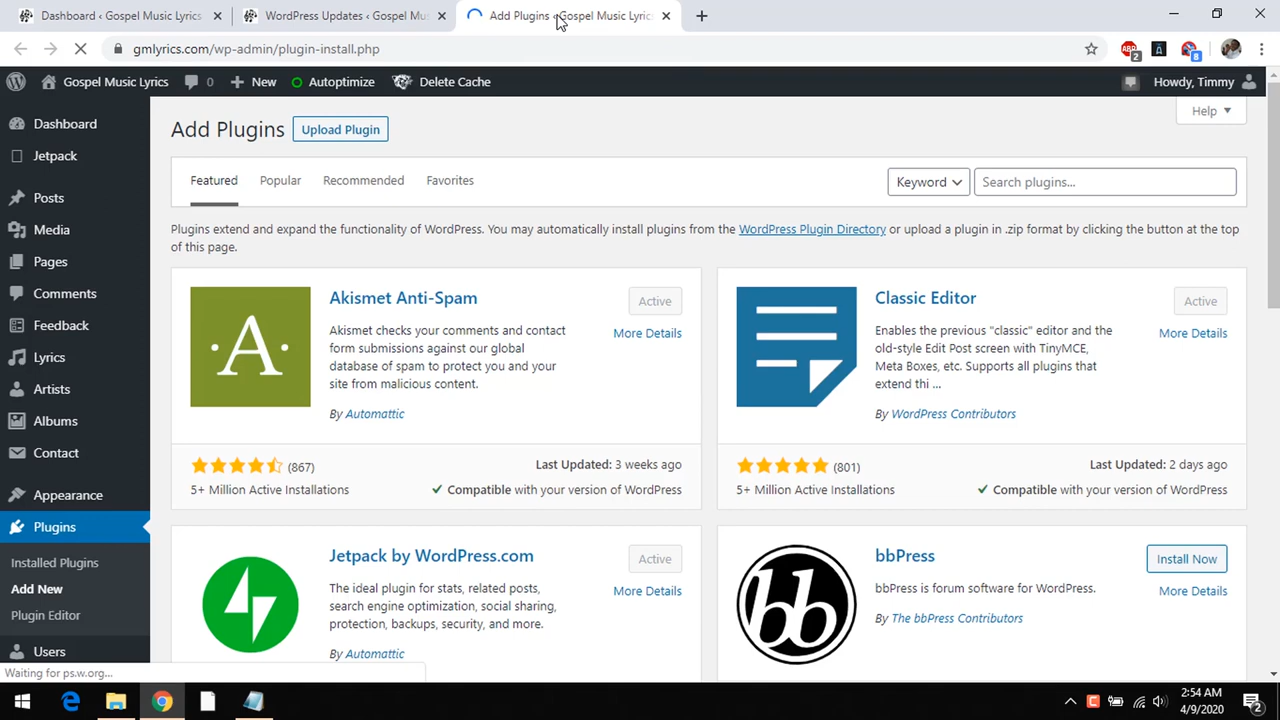 Dashboard ‹ Gospel Music Lyrics
WordPress Updates ‹ Gospel Mus
Add Plugins ‹ Gospel Music Lyric
gmlyrics.com/wp-admin/plugin-install.php
2
8
Gospel Music Lyrics
0
New
Autoptimize
Delete Cache
Howdy, Timmy
Dashboard
Jetpack
Posts
Media
Pages
Comments
Feedback
Lyrics
Artists
Albums
Contact
Appearance
Plugins
Installed Plugins
Add New
Plugin Editor
Users
Add Plugins
Upload Plugin
Help
Featured
Popular
Recommended
Favorites
Keyword
Search plugins...
Plugins extend and expand the functionality of WordPress. You may automatically install plugins from the WordPress Plugin Directory or upload a plugin in .zip format by clicking the button at the top
of this page.
A
Akismet Anti-Spam
Active
More Details
Akismet checks your comments and contact
form submissions against our global
database of spam to protect you and your
site from malicious content.
By Automattic
(867)
Last Updated: 3 weeks ago
5+ Million Active Installations
Compatible with your version of WordPress
Classic Editor
Active
More Details
Enables the previous "classic" editor and the
old-style Edit Post screen with TinyMCE,
Meta Boxes, etc. Supports all plugins that
extend thi ...
By WordPress Contributors
(801)
Last Updated: 2 days ago
5+ Million Active Installations
Compatible with your version of WordPress
Jetpack by WordPress.com
Active
More Details
The ideal plugin for stats, related posts,
search engine optimization, social sharing,
protection, backups, security, and more.
By Automattic
bb
bbPress
Install Now
More Details
bbPress is forum software for WordPress.
By The bbPress Contributors
Waiting for ps.w.org...
2:54 AM
4/9/2020
2